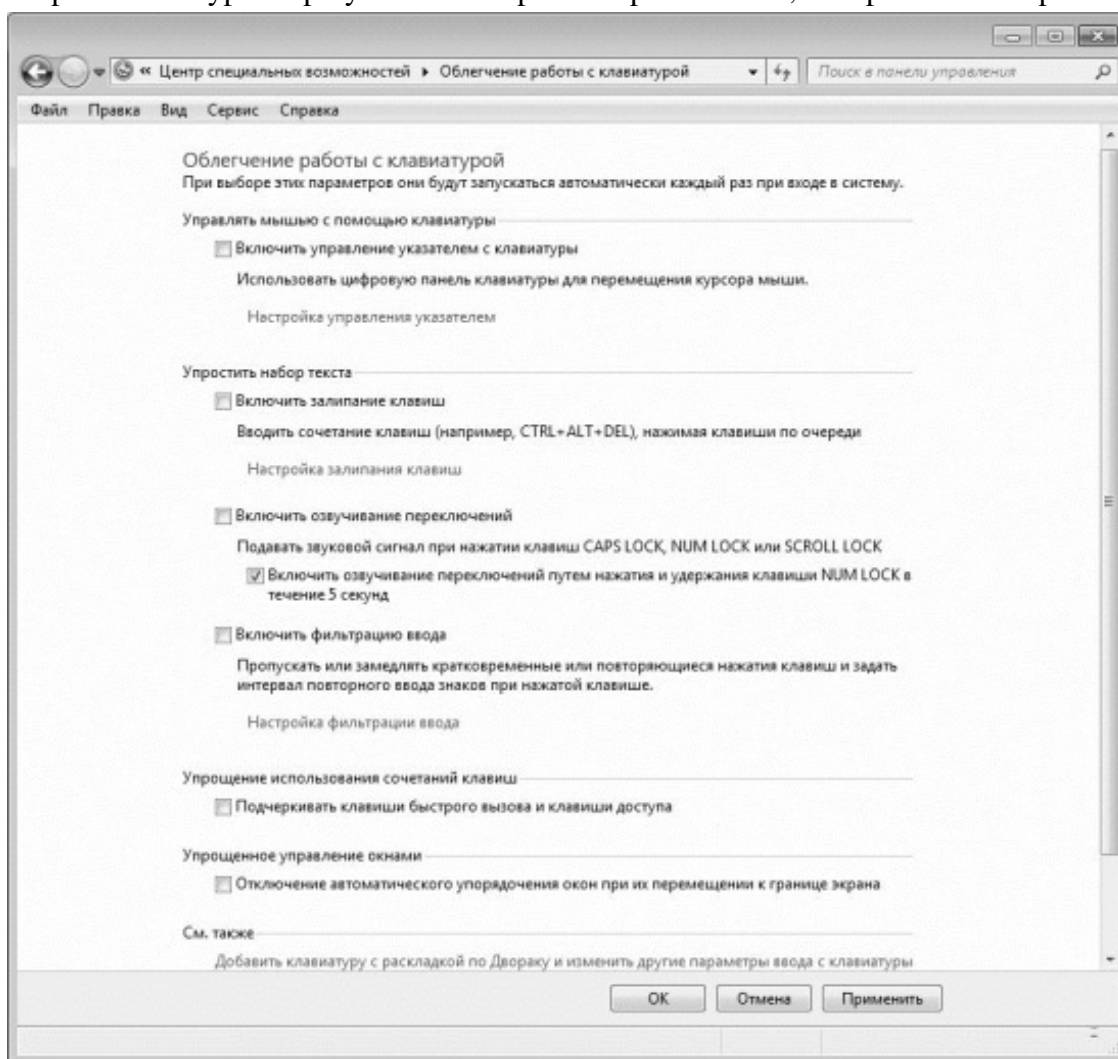 « Центр специальных возможностей ▸ Облегчение работы с клавиатурой
Поиск в панели управления
Файл Правка Вид Сервис Справка
Облегчение работы с клавиатурой
При выборе этих параметров они будут запускаться автоматически каждый раз при входе в систему.
Управлять мышью с помощью клавиатуры
Включить управление указателем с клавиатуры
Использовать цифровую панель клавиатуры для перемещения курсора мыши.
Настройка управления указателем
Упростить набор текста
Включить залипание клавиш
Вводить сочетание клавиш (например, CTRL+ALT+DEL), нажимая клавиши по очереди
Настройка залипания клавиш
Включить озвучивание переключений
Подавать звуковой сигнал при нажатии клавиш CAPS LOCK, NUM LOCK или SCROLL LOCK
Включить озвучивание переключений путем нажатия и удержания клавиши NUM LOCK в
течение 5 секунд
Включить фильтрацию ввода
Пропускать или замедлять кратковременные или повторяющиеся нажатия клавиш и задать
интервал повторного ввода знаков при нажатой клавише.
Настройка фильтрации ввода
Упрощение использования сочетаний клавиш
Подчеркивать клавиши быстрого вызова и клавиши доступа
Упрощенное управление окнами
Отключение автоматического упорядочения окон при их перемещении к границе экрана
См. также
Добавить клавиатуру с раскладкой по Двораку и изменить другие параметры ввода с клавиатуры
ОК Отмена Применить